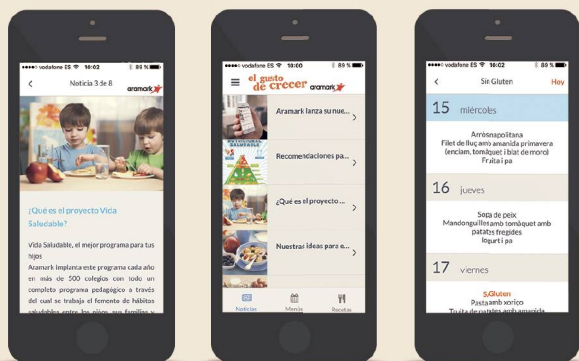 vodafone ES 16:02 89 %
Noticia 3 de 8
aramark
¿Qué es el proyecto Vida
Saludable?
Vida Saludable, el mejor programa para tus
hijos
Aramark implanta este programa cada año
en más de 500 colegios con todo un
completo programa pedagógico a través
del cual se trabaja el fomento de hábitos
saludables entre los niños, sus familias y
vodafone ES 16:00 89 %
el gusto
de crecer aramark
Aramark lanza su nue...
NUTRICIONAL
SALUDABLE
Recomendaciones pa...
¿Qué es el proyecto ...
Nuestras ideas para e...
Noticias Menús Recetas
vodafone ES 16:02 89 %
Sin Gluten Hoy
15 miércoles
Arròs napolitana
Filet de lluç amb amanida primavera
(enciam, tomàquet i blat de moro)
Fruita i pa
16 jueves
Sopa de peix
Mandonguilles amb tomàquet amb
patates fregides
Iogurt i pa
17 viernes
S/Gluten
Pasta amb xoriço
Truita de patates amb amanida